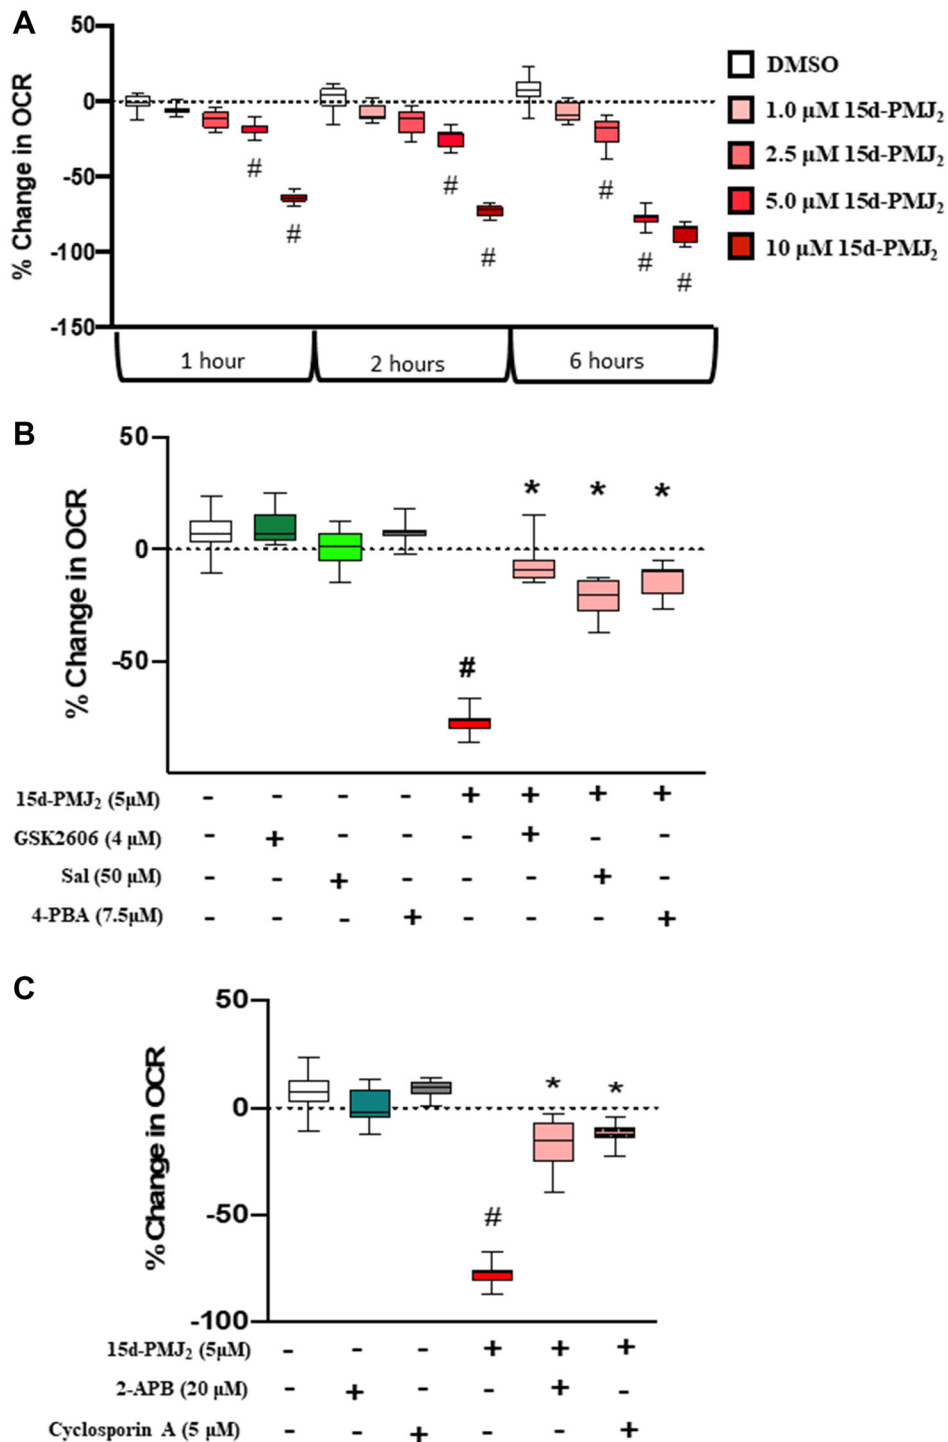 A
% Change in OCR
50
0
-50
-100
-150
#
#
#
#
#
#
#
1 hour
2 hours
6 hours
DMSO
1.0 µM 15d-PMJ₂
2.5 µM 15d-PMJ₂
5.0 µM 15d-PMJ₂
10 µM 15d-PMJ₂
B
% Change in OCR
50
0
-50
#
* * *
15d-PMJ₂ (5µM) - - - - + + + +
GSK2606 (4 µM) - + - - - + - -
Sal (50 µM) - - + - - - + -
4-PBA (7.5µM) - - - + - - - +
C
%Change in OCR
50
0
-50
-100
#
* *
15d-PMJ₂ (5µM) - - - + + +
2-APB (20 µM) - + - - + -
Cyclosporin A (5 µM) - - + - - +